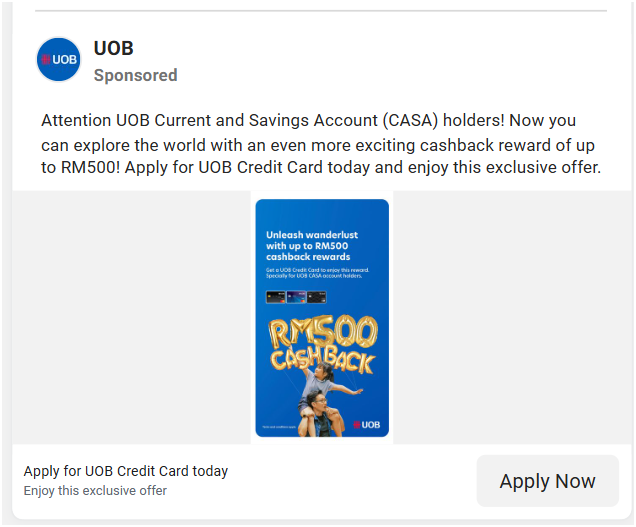 UOB
UOB
Sponsored
Attention UOB Current and Savings Account (CASA) holders! Now you
can explore the world with an even more exciting cashback reward of up
to RM500! Apply for UOB Credit Card today and enjoy this exclusive offer.
Unleash wanderlust
with up to RM500
cashback rewards
Get a UOB Credit Card to enjoy this reward.
Specially for UOB CASA account holders.
RM500
CASHBACK
Terms and conditions apply.
UOB
Apply for UOB Credit Card today
Enjoy this exclusive offer
Apply Now